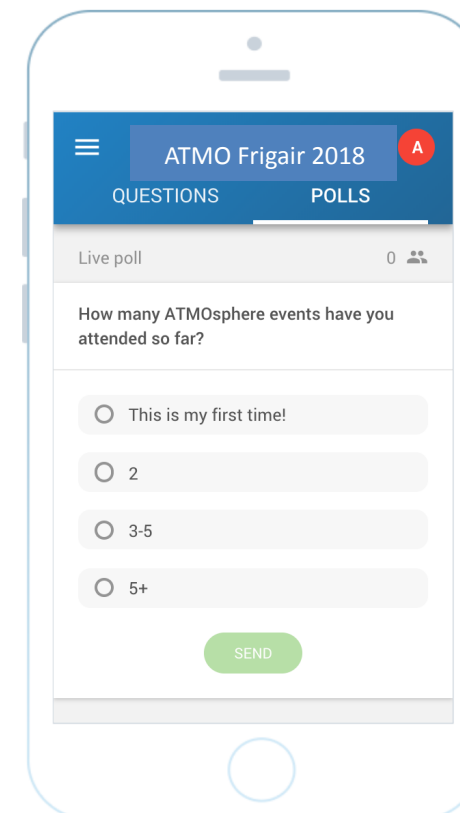 ATMO Frigair 2018
A
QUESTIONS POLLS
Live poll 0
How many ATMOsphere events have you
attended so far?
This is my first time!
2
3-5
5+
SEND